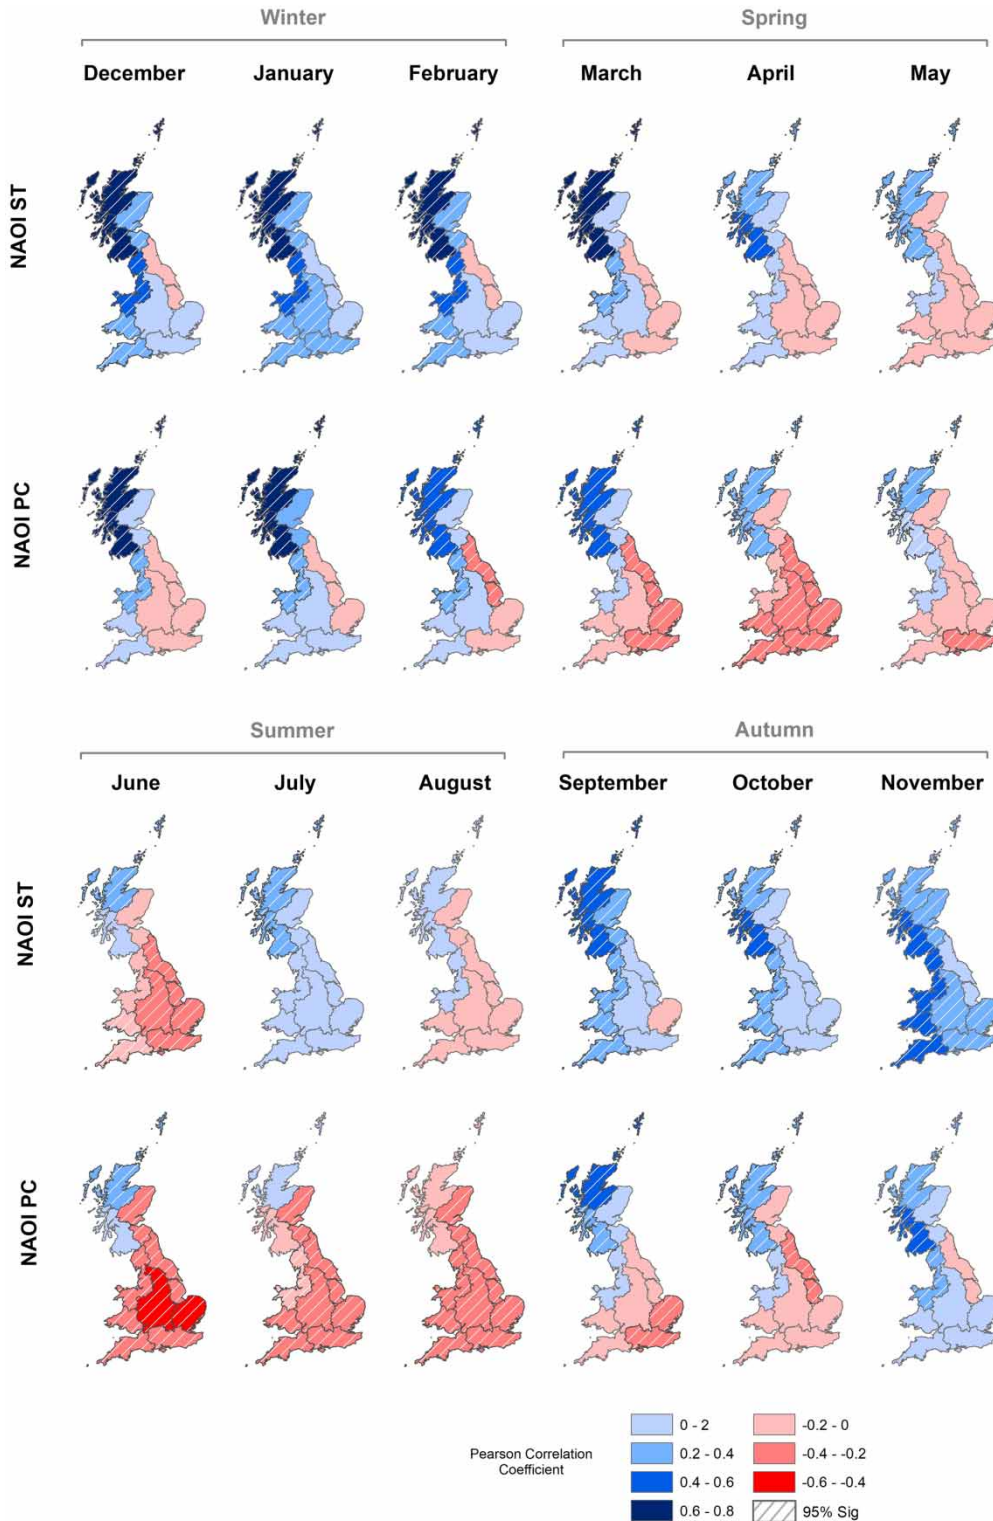 Winter Spring
December January February March April May
NAOI ST
NAOI PC
Summer Autumn
June July August September October November
NAOI ST
NAOI PC
Pearson Correlation
Coefficient
0 - 2 -0.2 - 0
0.2 - 0.4 -0.4 - -0.2
0.4 - 0.6 -0.6 - -0.4
0.6 - 0.8 95% Sig